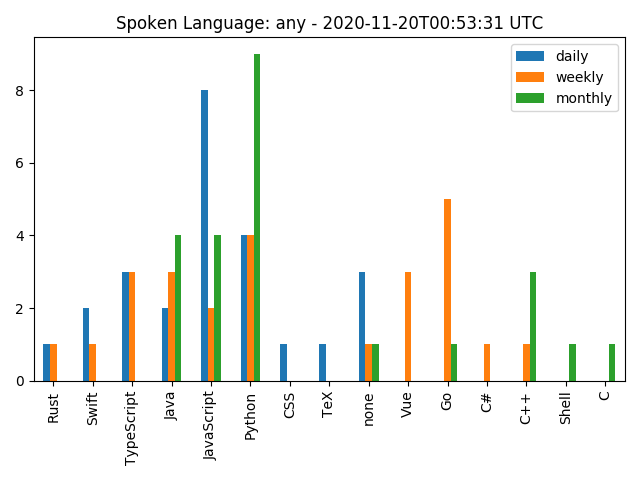 Spoken Language: any - 2020-11-20T00:53:31 UTC
daily
weekly
monthly
8
6
4
2
0
Rust
Swift
TypeScript
Java
JavaScript
Python
CSS
TeX
none
Vue
Go
C#
C++
Shell
C